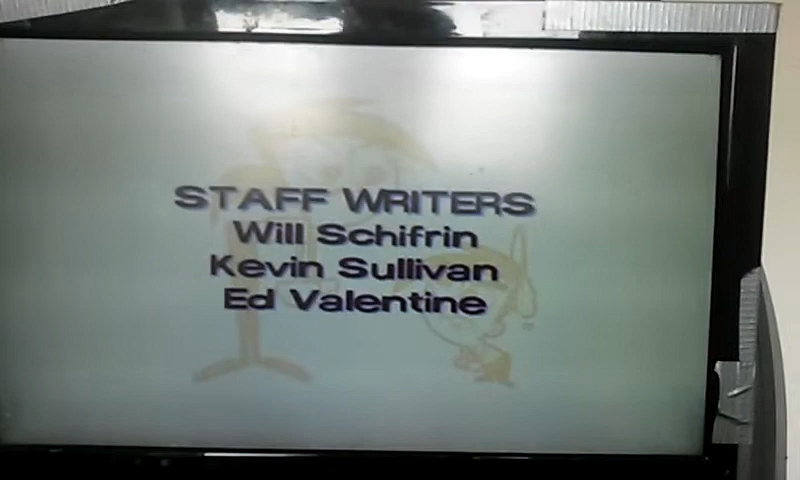 STAFF WRITERS
Will Schifrin
Kevin Sullivan
Ed Valentine